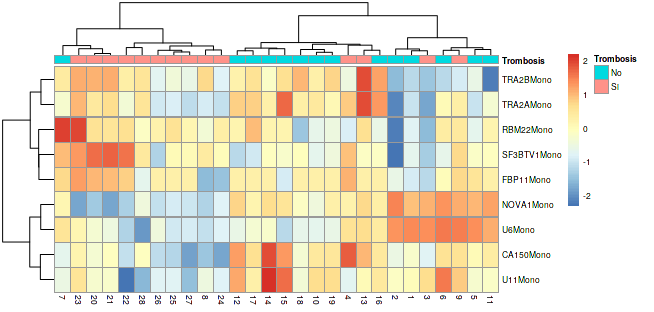 Trombosis
TRA2BMono
TRA2AMono
RBM22Mono
SF3BTV1Mono
FBP11Mono
NOVA1Mono
U6Mono
CA150Mono
U11Mono
7 23 20 21 22 28 26 25 27 8 24 12 17 14 15 18 10 19 4 13 16 2 1 3 6 9 5 11
2
1
0
-1
-2
Trombosis
No
SI